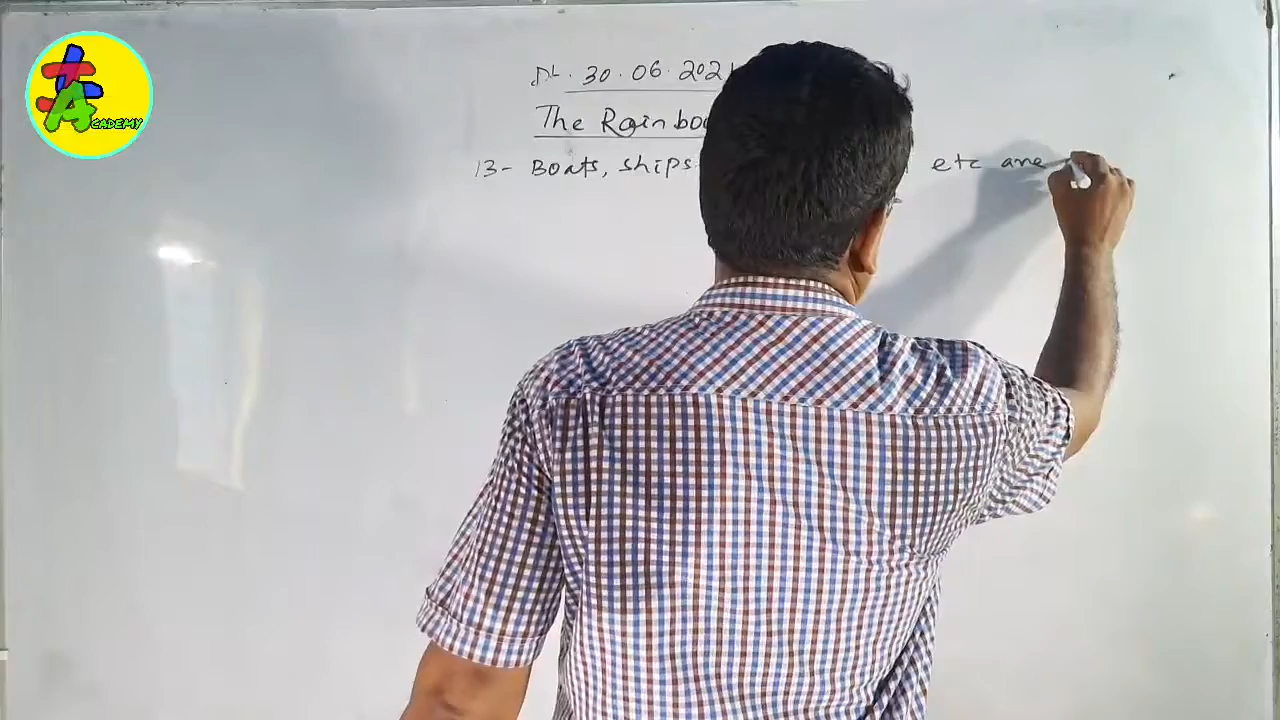 ACADEMY
Dt. 30.06.2021
The Rainbo
13- Boats, ships etc are